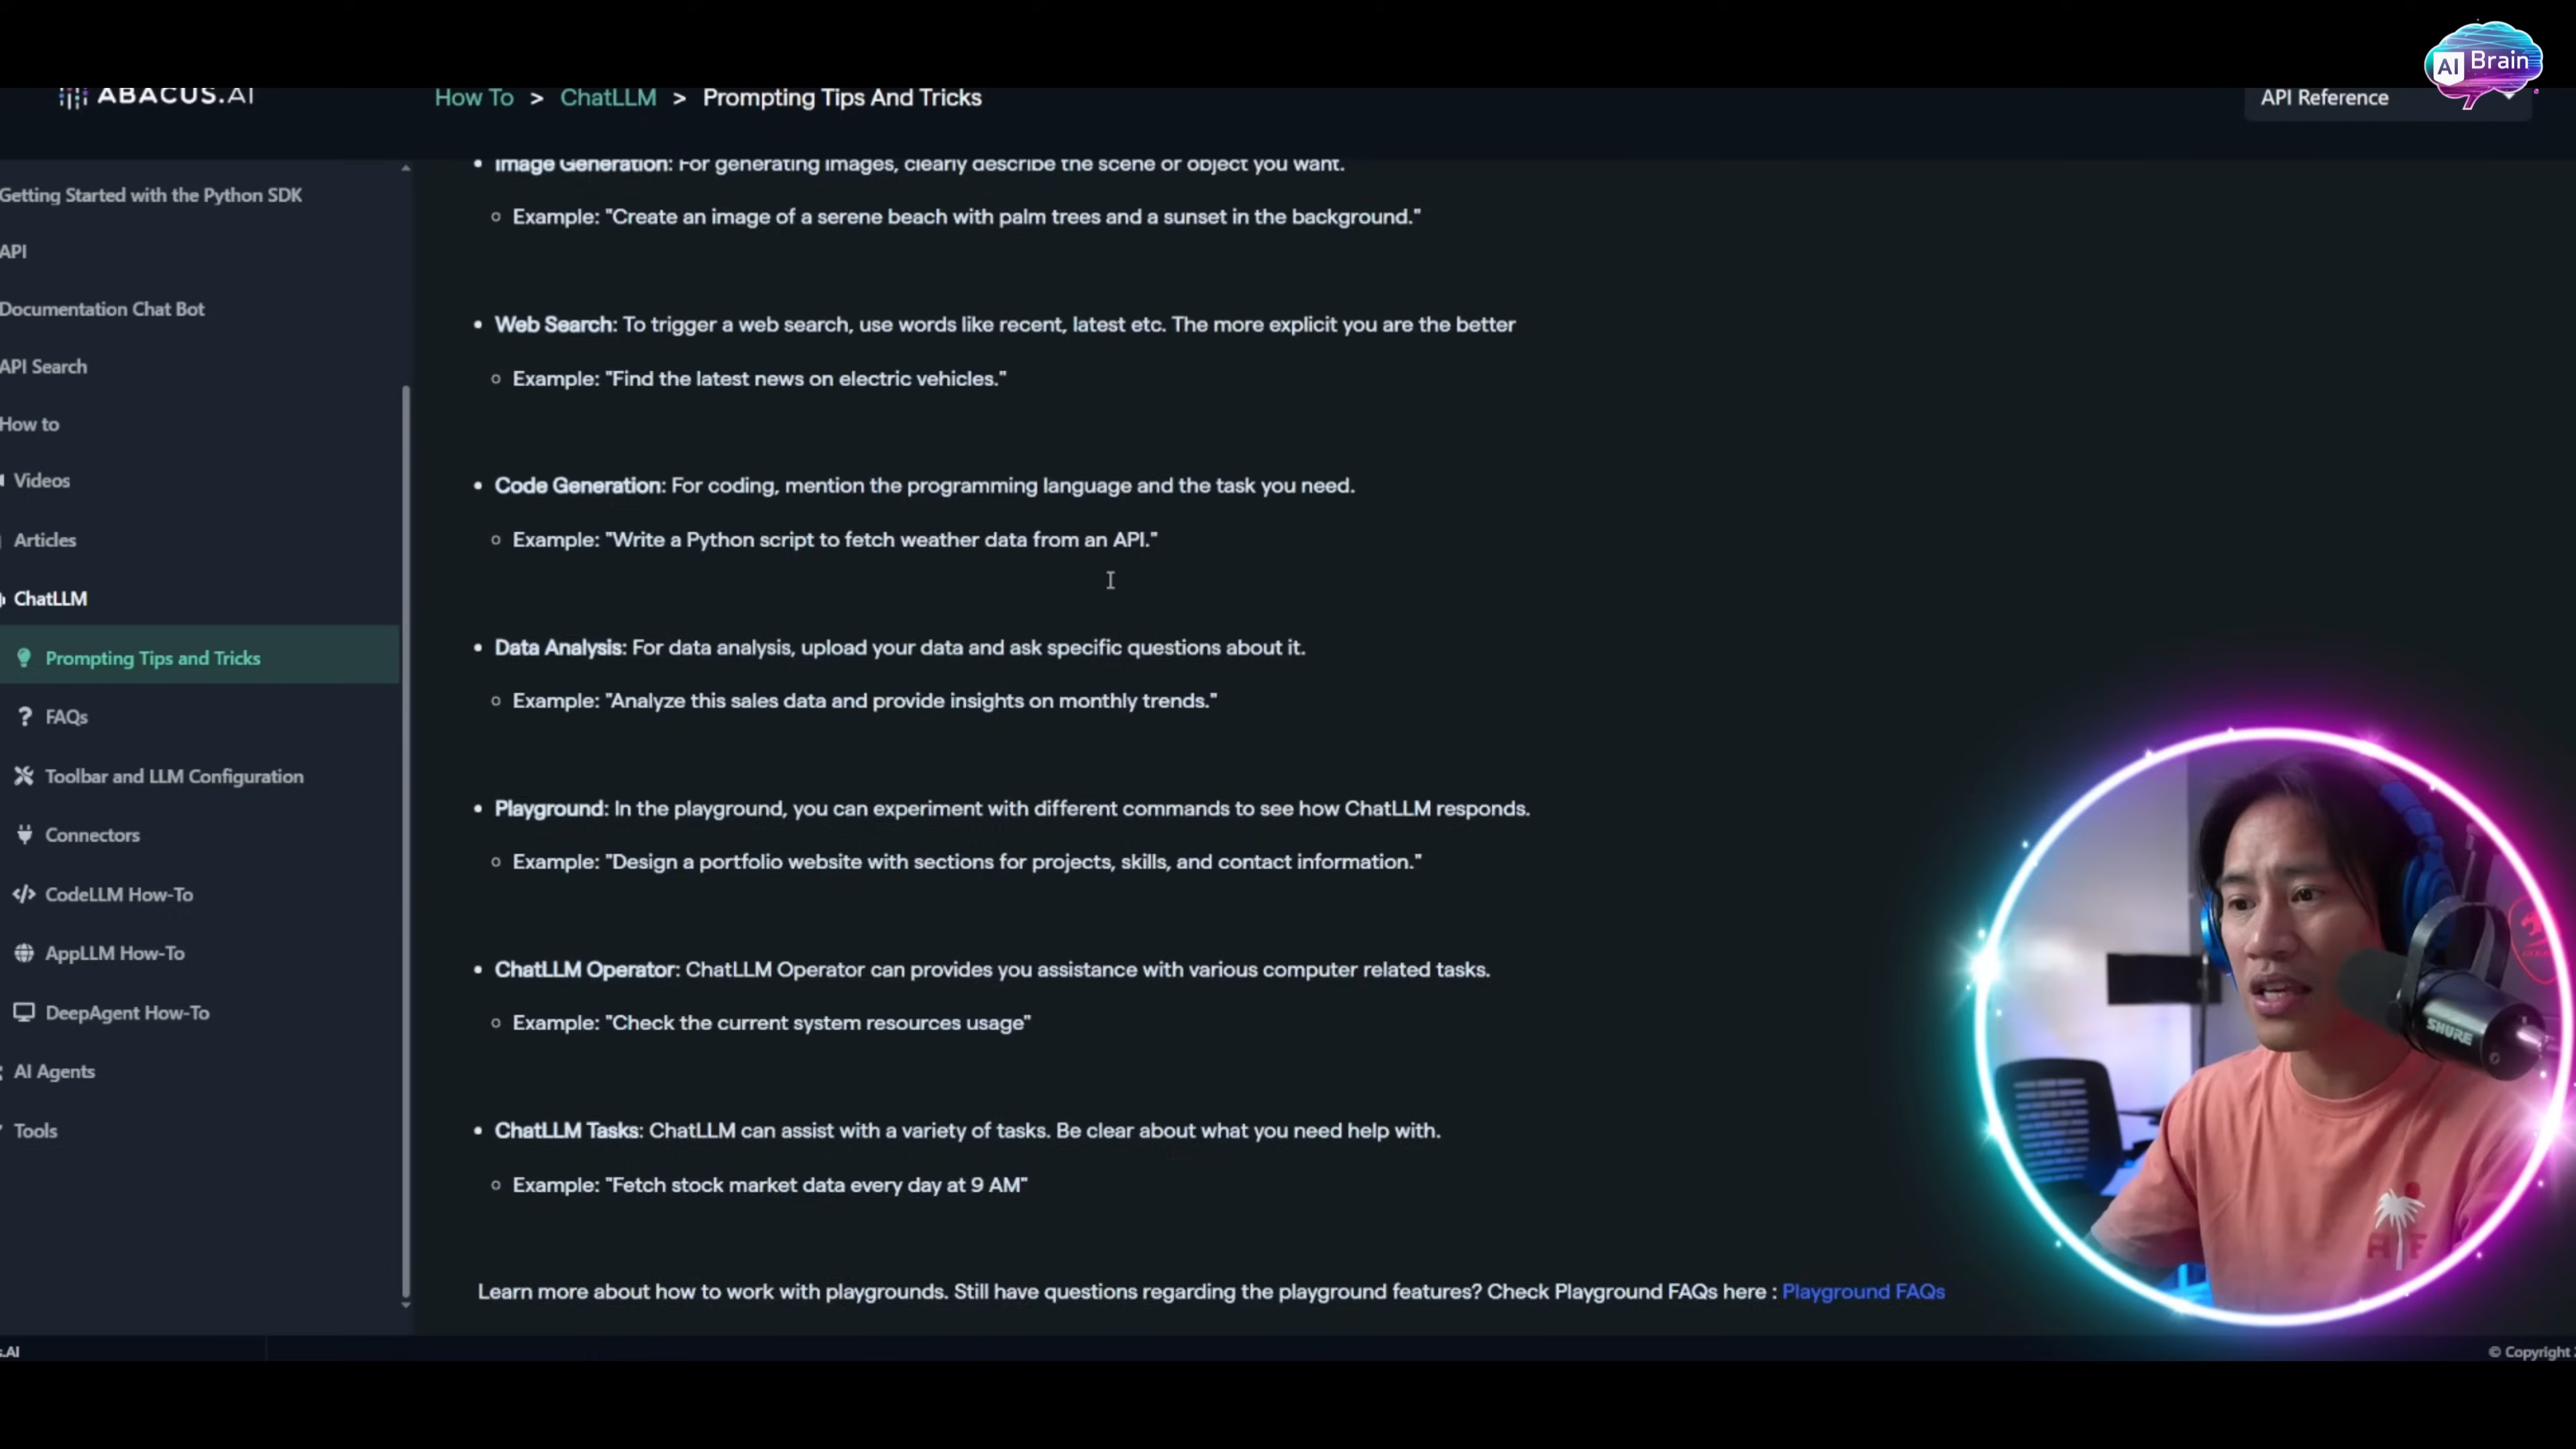 AI Brain
ABACUS.AI
How To > ChatLLM > Prompting Tips And Tricks
API Reference
Getting Started with the Python SDK
API
Documentation Chat Bot
API Search
How to
Videos
Articles
ChatLLM
Prompting Tips and Tricks
FAQs
Toolbar and LLM Configuration
Connectors
CodeLLM How-To
AppLLM How-To
DeepAgent How-To
AI Agents
Tools
Image Generation: For generating images, clearly describe the scene or object you want.
Example: "Create an image of a serene beach with palm trees and a sunset in the background."
Web Search: To trigger a web search, use words like recent, latest etc. The more explicit you are the better
Example: "Find the latest news on electric vehicles."
Code Generation: For coding, mention the programming language and the task you need.
Example: "Write a Python script to fetch weather data from an API."
Data Analysis: For data analysis, upload your data and ask specific questions about it.
Example: "Analyze this sales data and provide insights on monthly trends."
Playground: In the playground, you can experiment with different commands to see how ChatLLM responds.
Example: "Design a portfolio website with sections for projects, skills, and contact information."
ChatLLM Operator: ChatLLM Operator can provides you assistance with various computer related tasks.
Example: "Check the current system resources usage"
ChatLLM Tasks: ChatLLM can assist with a variety of tasks. Be clear about what you need help with.
Example: "Fetch stock market data every day at 9 AM"
Learn more about how to work with playgrounds. Still have questions regarding the playground features? Check Playground FAQs here : Playground FAQs
SHURE
s.AI
© Copyright